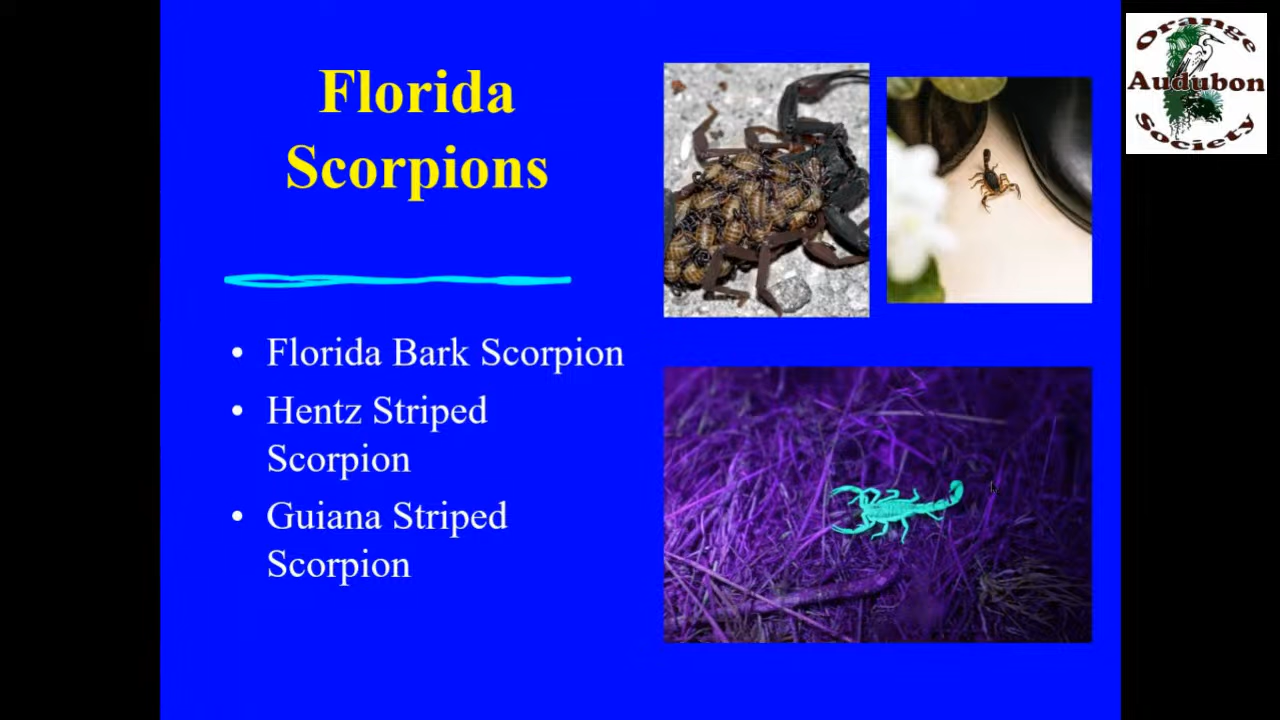 Florida
Scorpions
• Florida Bark Scorpion
• Hentz Striped
Scorpion
• Guiana Striped
Scorpion
Orange
Audubon
Society